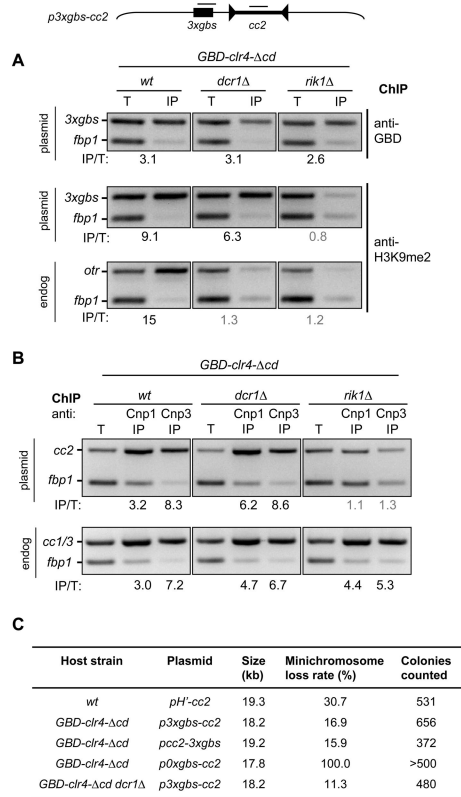 p3xgbs-cc2
3xgbs cc2
A
GBD-clr4-Δcd
wt dcr1Δ rik1Δ ChIP
T IP T IP T IP
plasmid 3xgbs fbp1 anti-GBD
IP/T: 3.1 3.1 2.6
plasmid 3xgbs fbp1
IP/T: 9.1 6.3 0.8
anti-H3K9me2
endog otr fbp1
IP/T: 15 1.3 1.2
B
GBD-clr4-Δcd
ChIP wt dcr1Δ rik1Δ
anti: Cnp1 Cnp3 Cnp1 Cnp3 Cnp1 Cnp3
T IP IP T IP IP T IP IP
plasmid cc2 fbp1
IP/T: 3.2 8.3 6.2 8.6 1.1 1.3
endog cc1/3 fbp1
IP/T: 3.0 7.2 4.7 6.7 4.4 5.3
C
Host strain Plasmid Size (kb) Minichromosome loss rate (%) Colonies counted
wt pH'-cc2 19.3 30.7 531
GBD-clr4-Δcd p3xgbs-cc2 18.2 16.9 656
GBD-clr4-Δcd pcc2-3xgbs 19.2 15.9 372
GBD-clr4-Δcd p0xgbs-cc2 17.8 100.0 >500
GBD-clr4-Δcd dcr1Δ p3xgbs-cc2 18.2 11.3 480